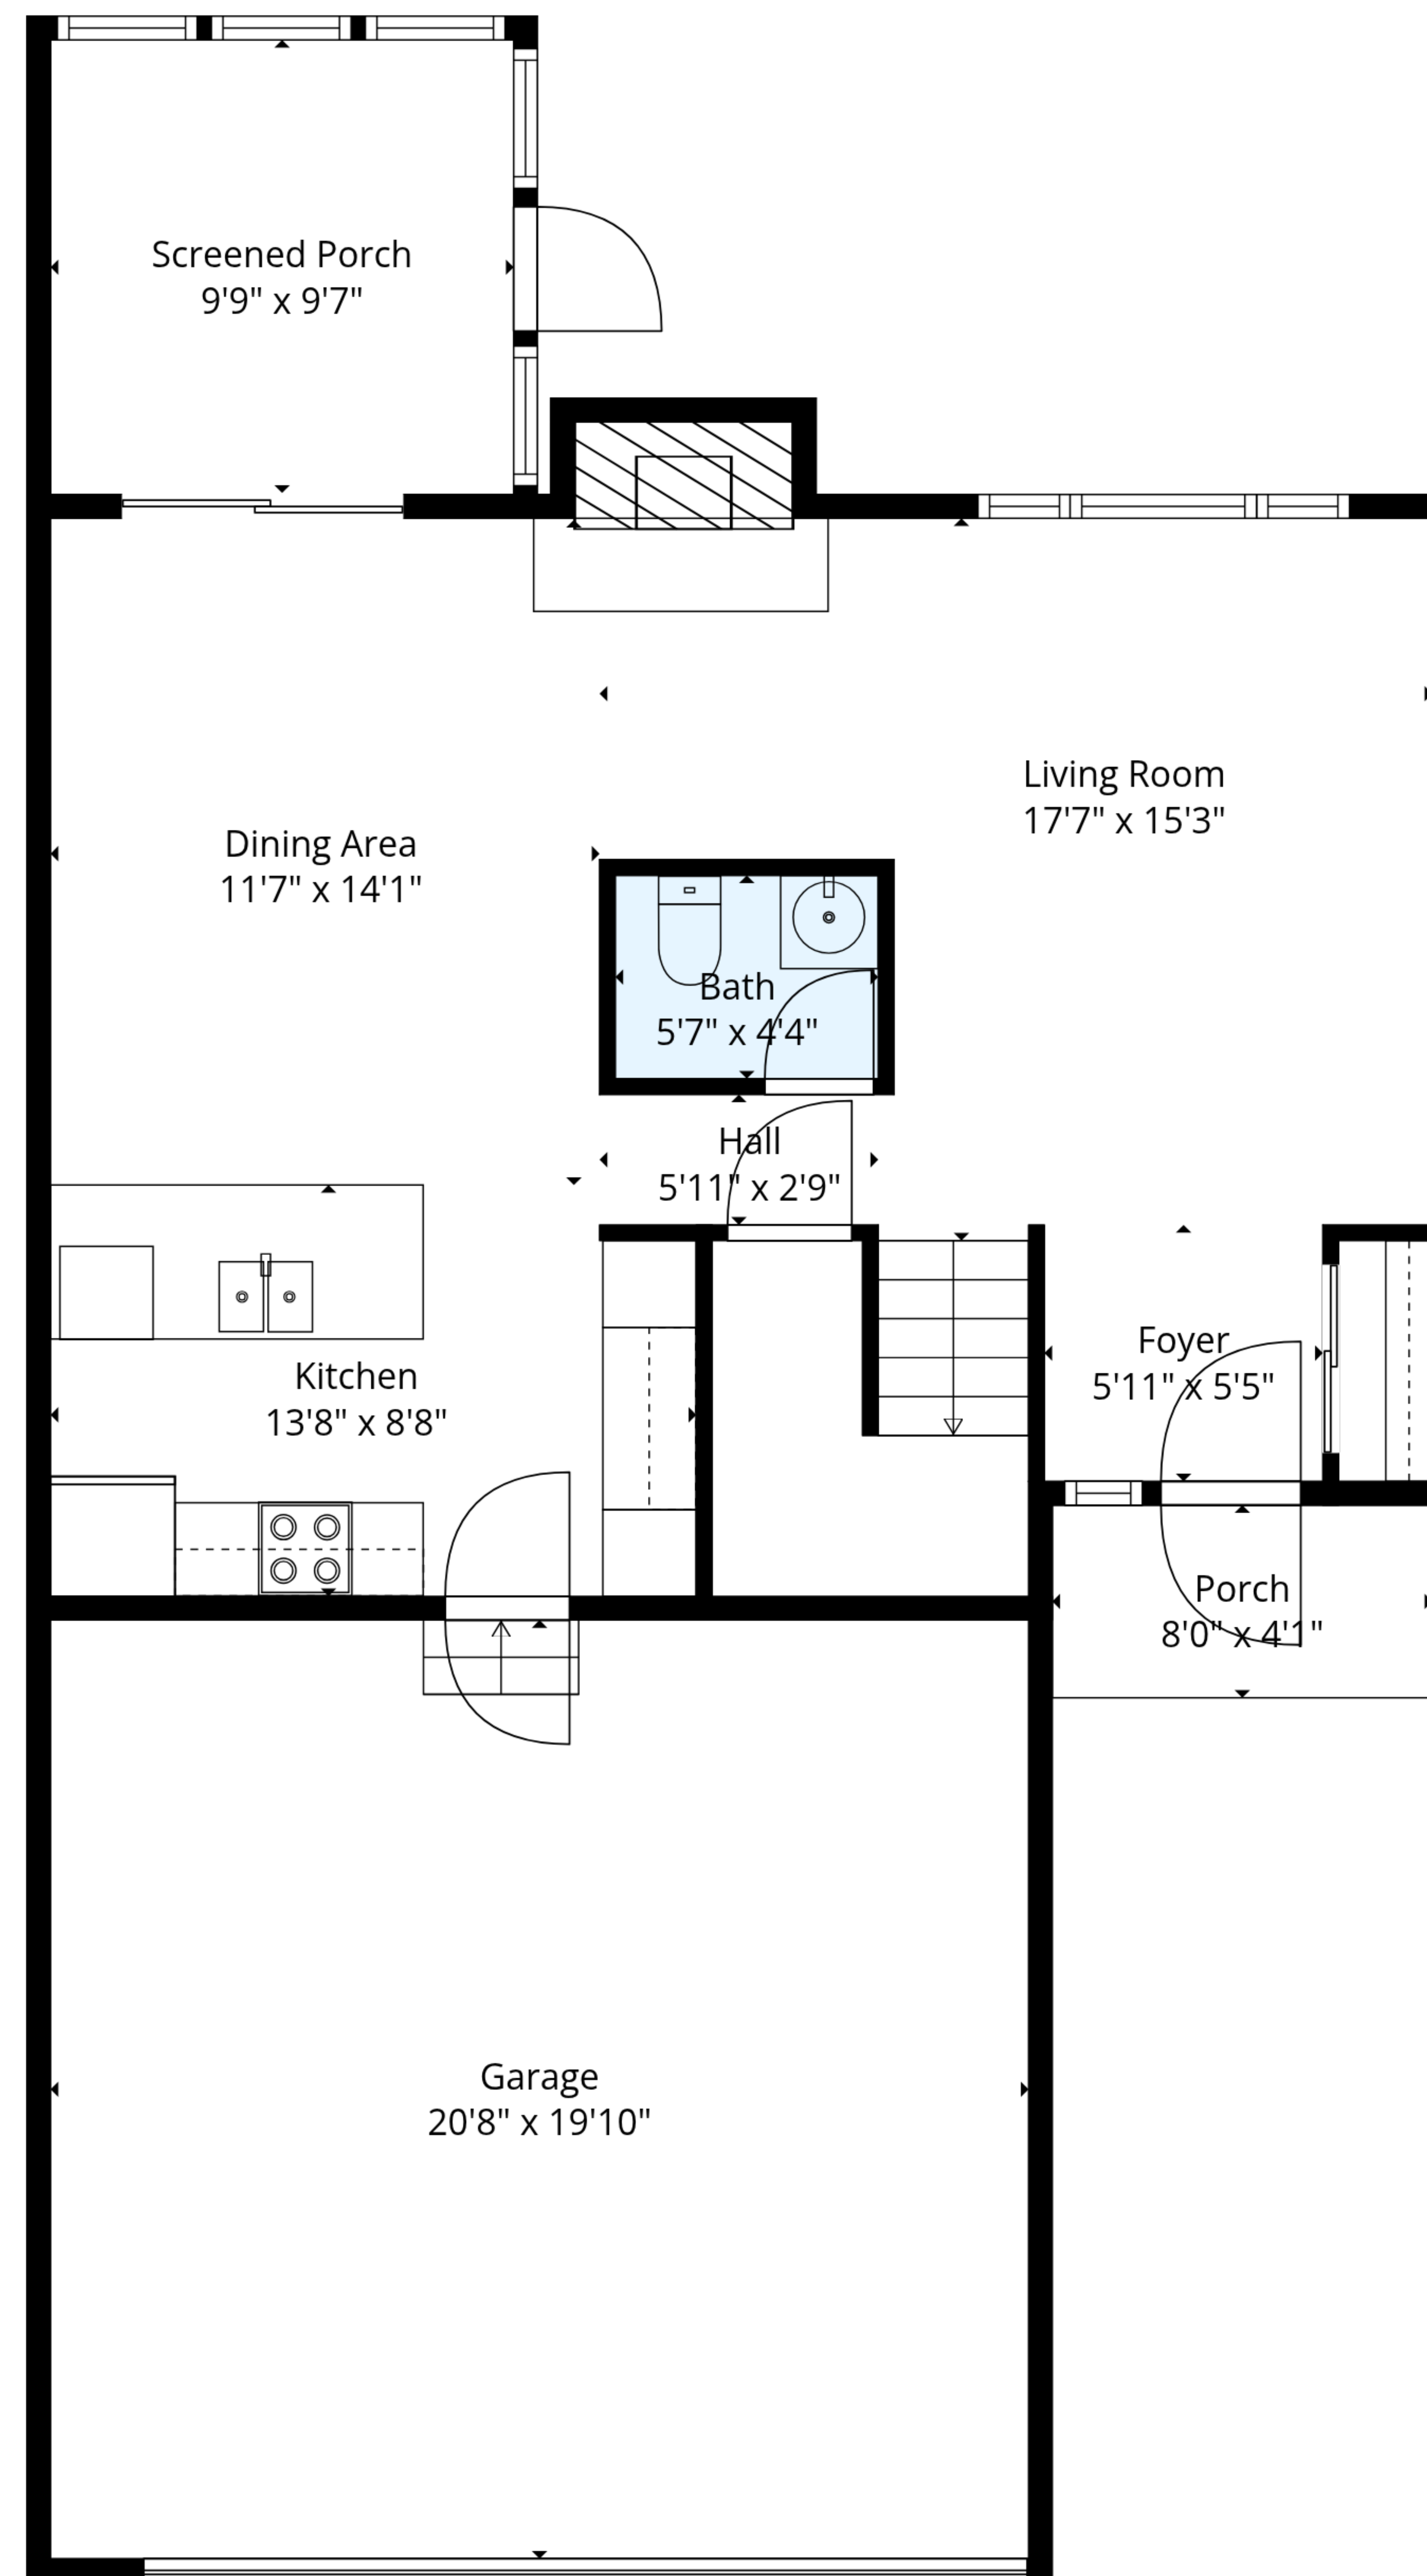 Screened Porch
9'9" x 9'7"
Living Room
17'7" x 15'3"
Dining Area
11'7" x 14'1"
Bath
5'7" x 4'4"
Hall
5'11" x 2'9"
Foyer
5'11" x 5'5"
Kitchen
13'8" x 8'8"
Porch
8'0" x 4'1"
Garage
20'8" x 19'10"